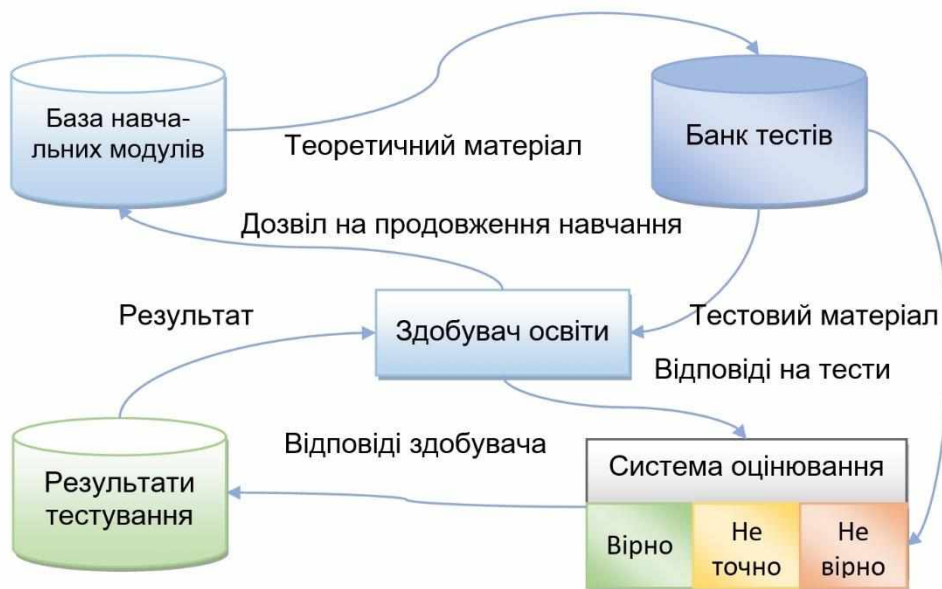 База навча-
льних модулів
Банк тестів
Теоретичний матеріал
Дозвіл на продовження навчання
Результат
Здобувач освіти
Тестовий матеріал
Відповіді на тести
Відповіді здобувача
Система оцінювання
Результати
тестування
Вірно
Не
точно
Не
вірно